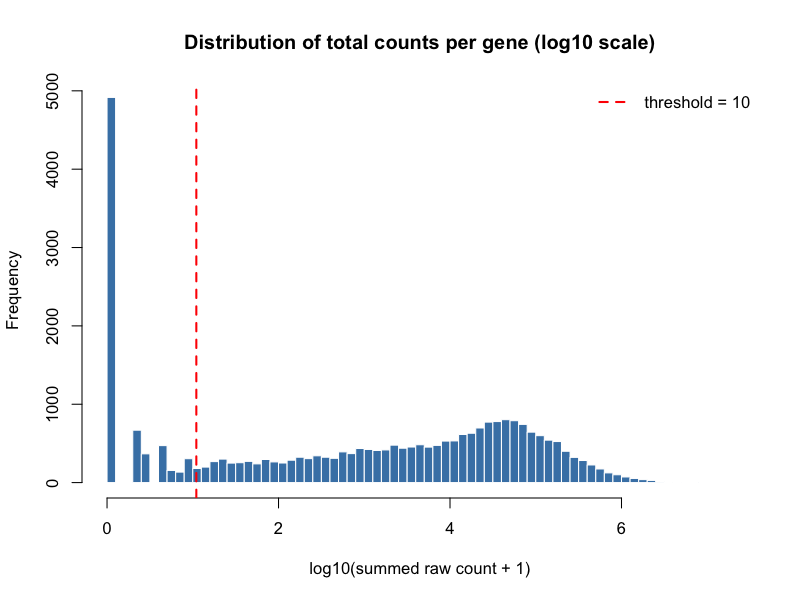 Distribution of total counts per gene (log10 scale)
threshold = 10
5000
4000
3000
2000
1000
0
Frequency
0 2 4 6
log10(summed raw count + 1)